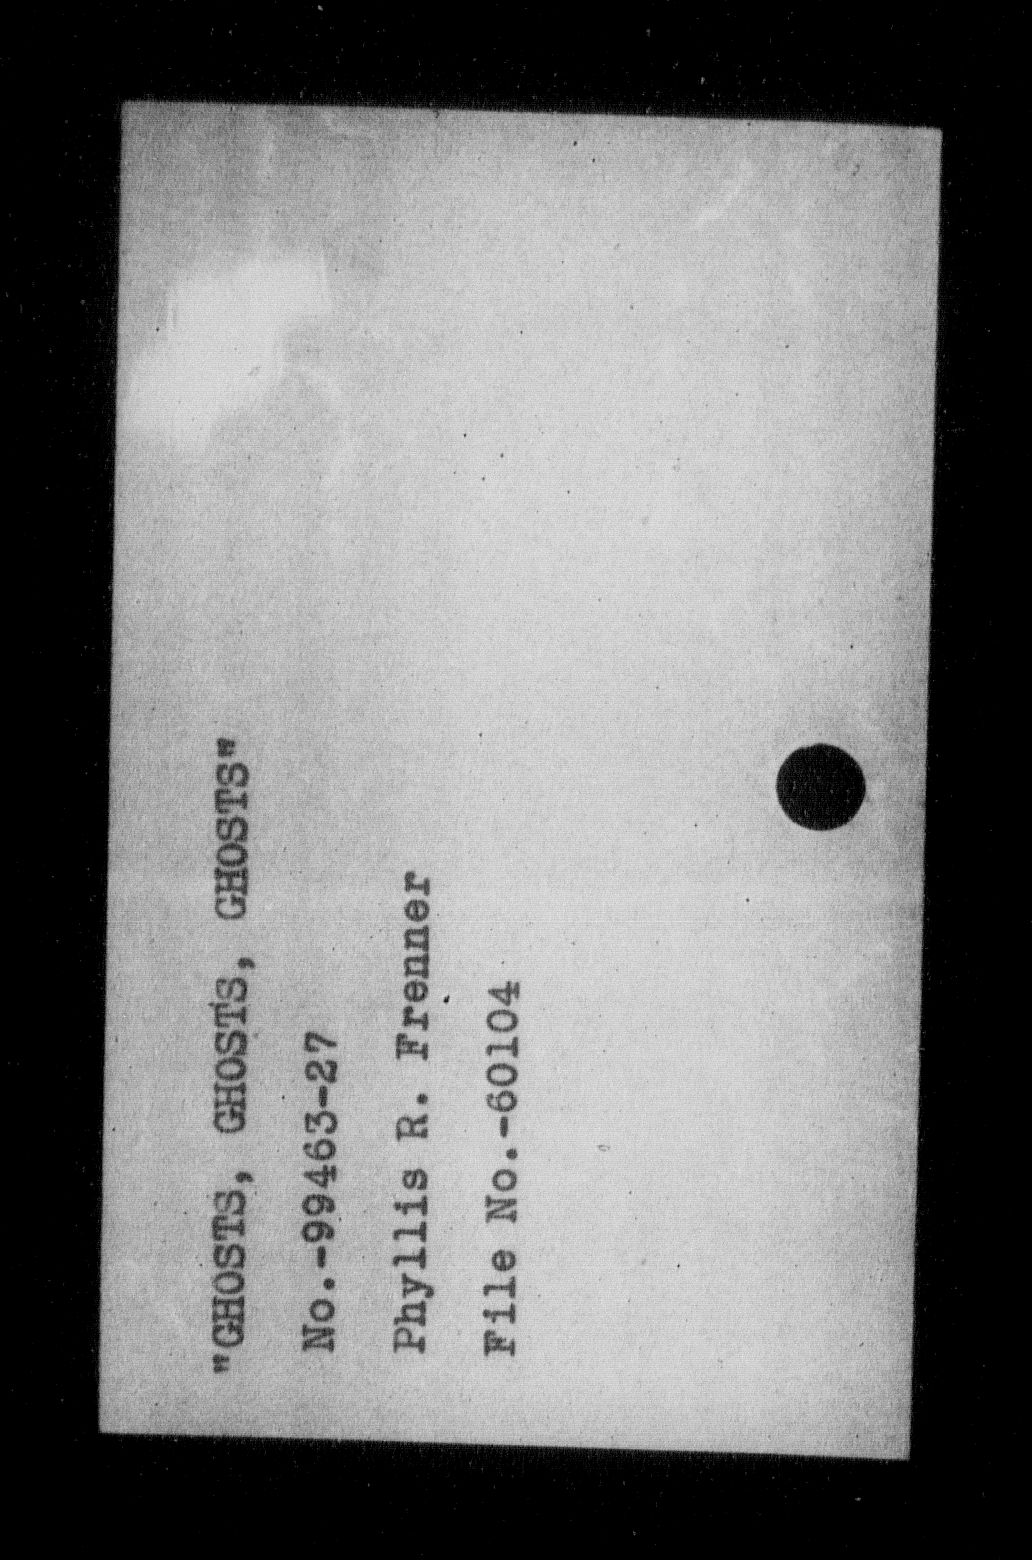 "GHOSTS, GHOSTS, GHOSTS"
No.-99463-27
Phyllis R. Frenner
File No.-60104